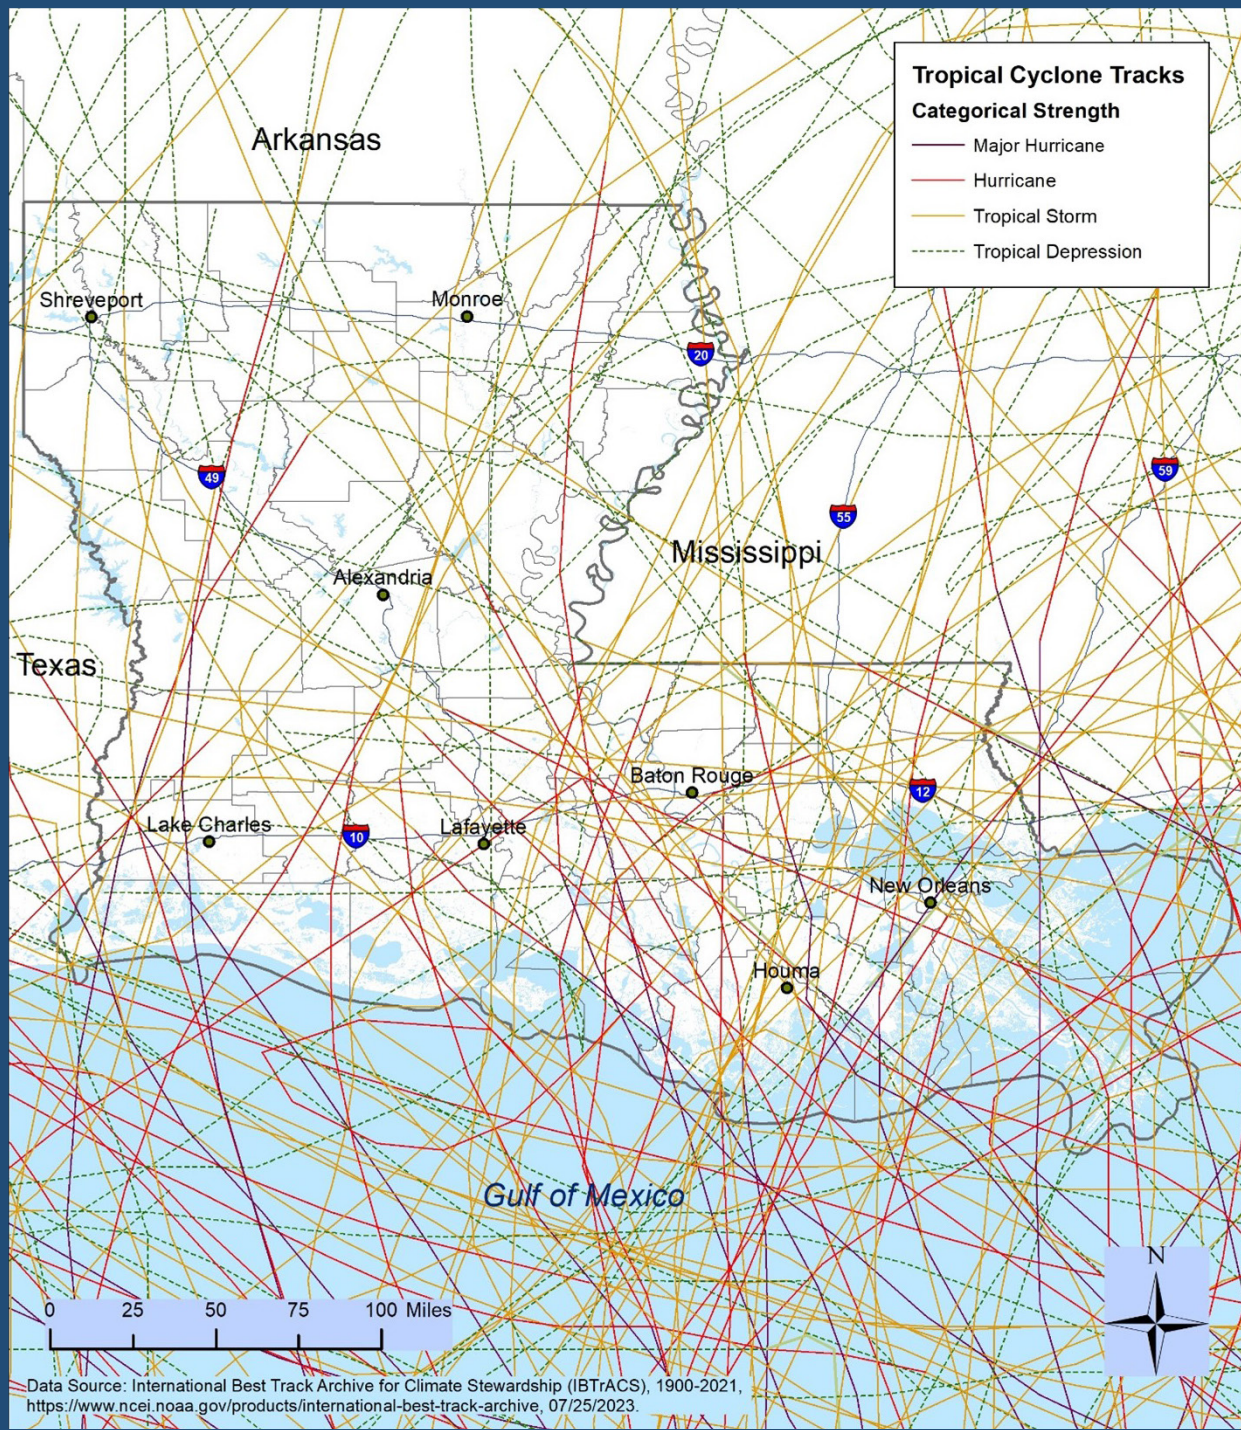 Tropical Cyclone Tracks
Categorical Strength
Major Hurricane
Hurricane
Tropical Storm
Tropical Depression
Arkansas
Shreveport
Monroe
20
49
59
55
Mississippi
Alexandria
Texas
Baton Rouge
12
Lake Charles
10
Lafayette
New Orleans
Houma
Gulf of Mexico
N
0 25 50 75 100 Miles
Data Source: International Best Track Archive for Climate Stewardship (IBTrACS), 1900-2021,
https://www.ncei.noaa.gov/products/international-best-track-archive, 07/25/2023.